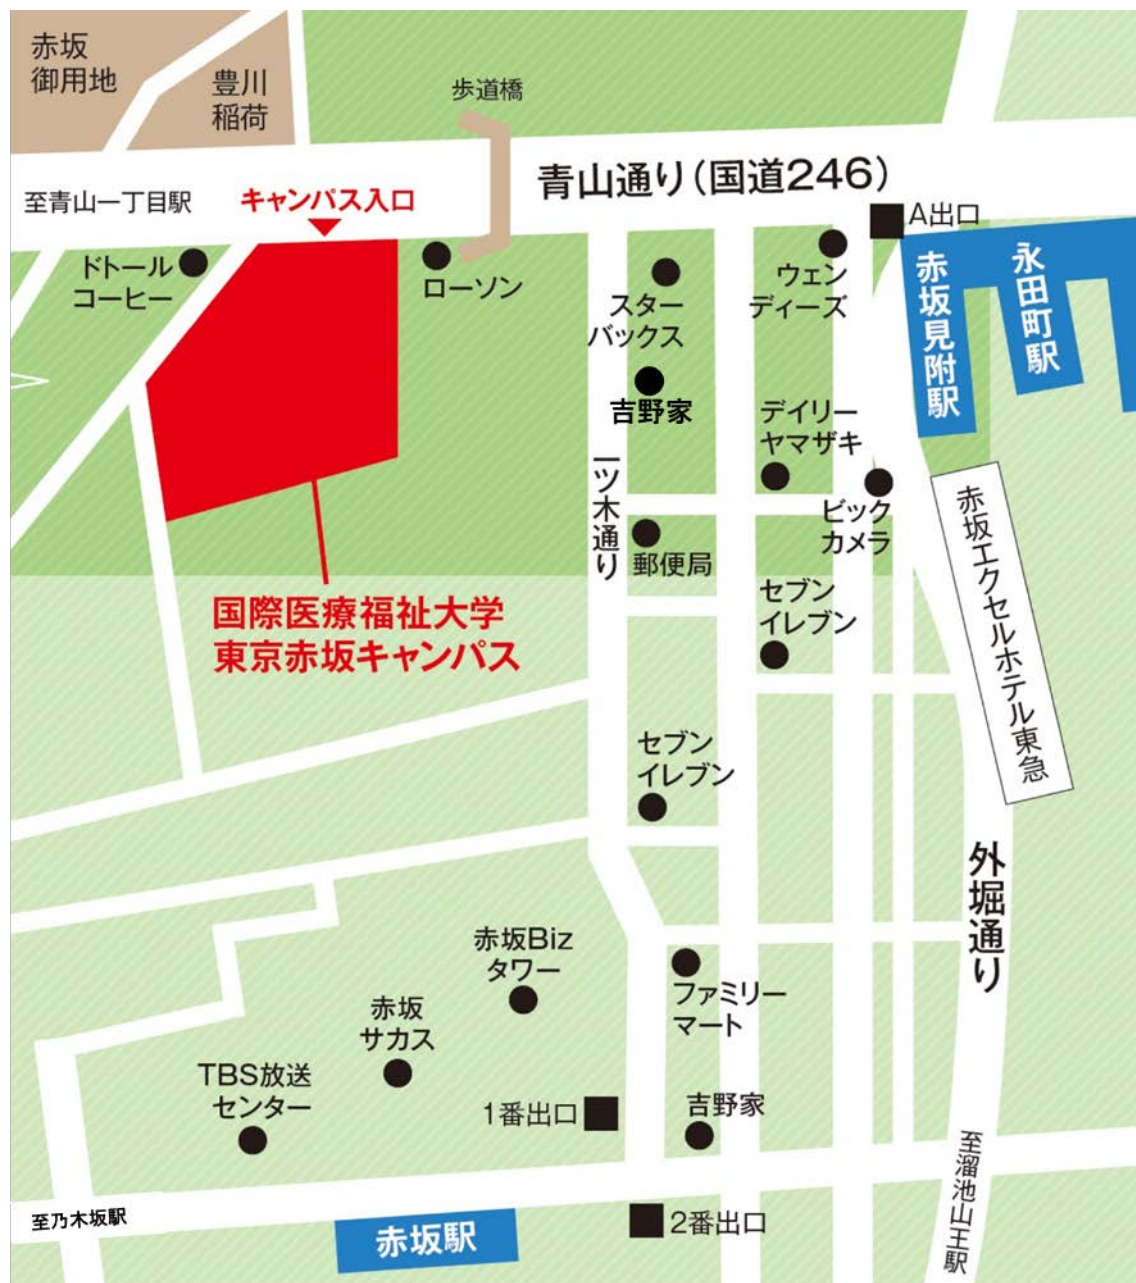 赤坂
御用地
豊川
稲荷
歩道橋
青山通り(国道246)
至青山一丁目駅
キャンパス入口
A出口
ドトール
コーヒー
ローソン
スター
バックス
ウェン
ディーズ
赤坂見附駅
永田町駅
吉野家
デイリー
ヤマザキ
一ツ木通り
ビック
カメラ
赤坂エクセルホテル東急
郵便局
セブン
イレブン
国際医療福祉大学
東京赤坂キャンパス
セブン
イレブン
外堀通り
赤坂Biz
タワー
ファミリー
マート
赤坂
サカス
TBS放送
センター
1番出口
吉野家
至溜池山王駅
至乃木坂駅
赤坂駅
2番出口